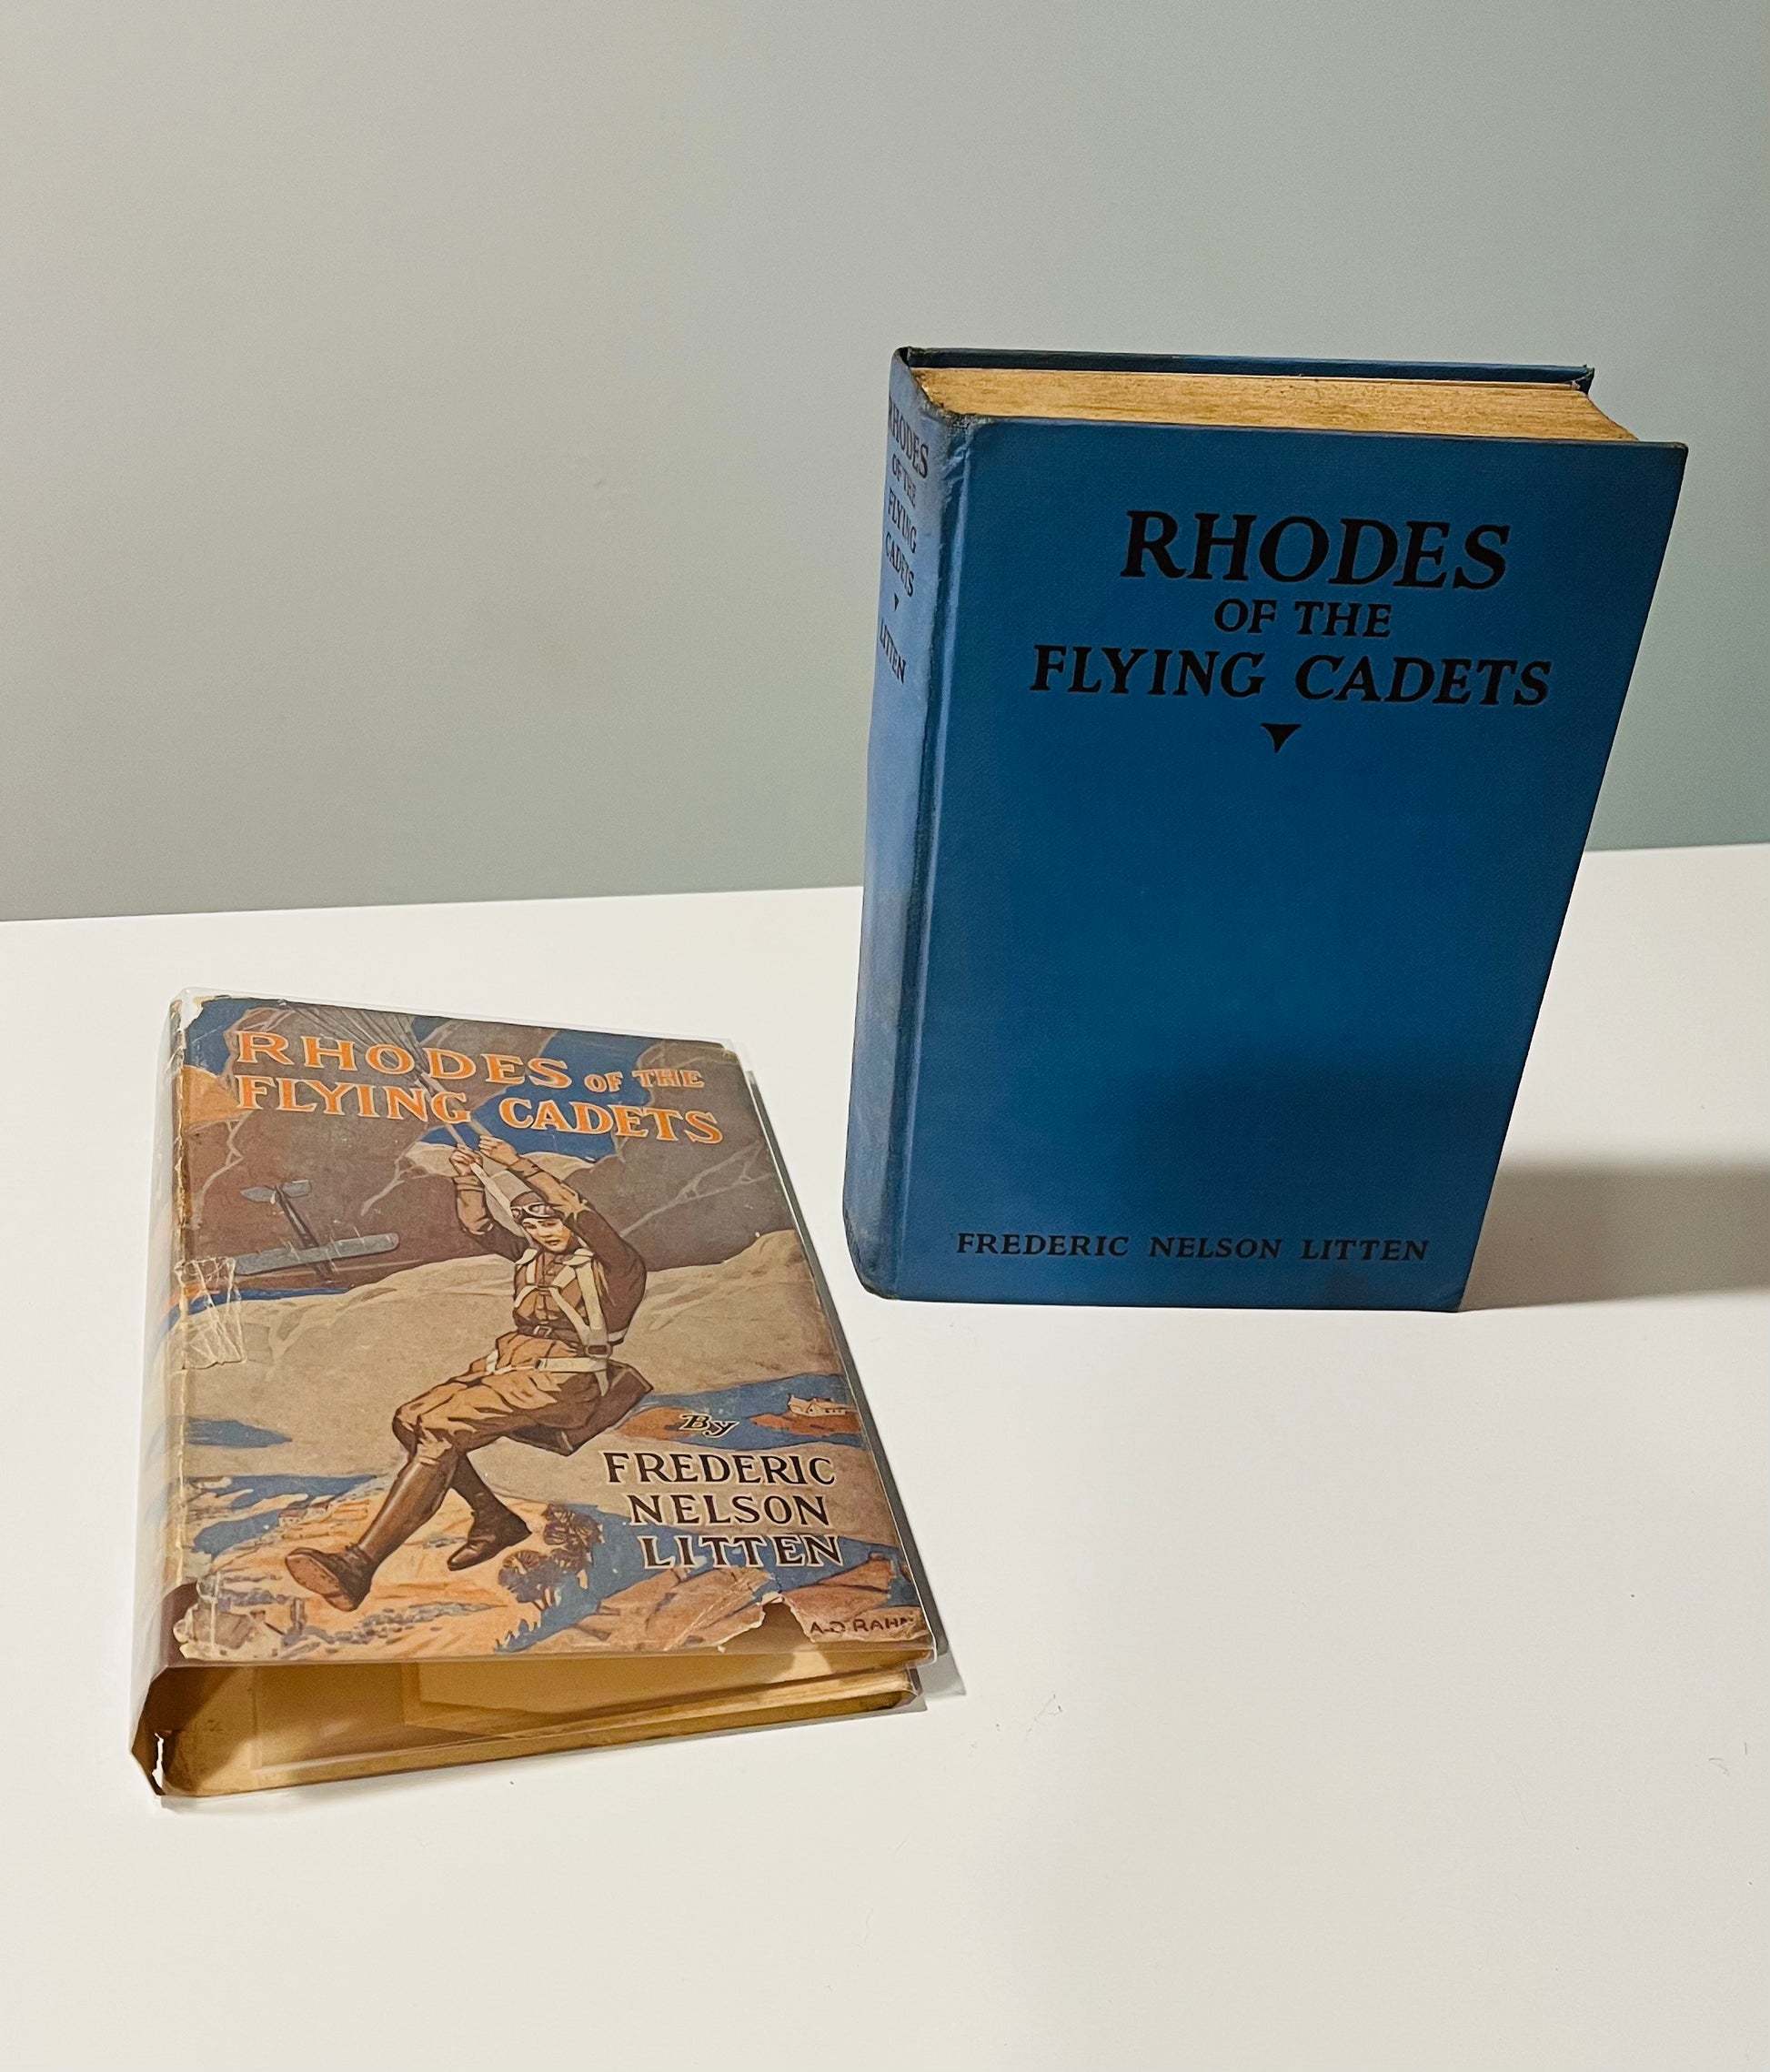 RHODES OF THE
FLYING CADETS
By
FREDERIC
NELSON
LITTEN
A-D RAHN
RHODES
OF THE
FLYING
CADETS
LITTEN
RHODES
OF THE
FLYING CADETS
FREDERIC NELSON LITTEN